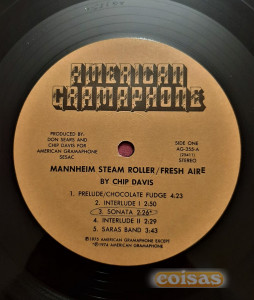 AMERICAN
GRAMAPHONE
PRODUCED BY:
DON SEARS AND
CHIP DAVIS FOR
AMERICAN GRAMAPHONE
SESAC
SIDE ONE
AG-355-A
STEREO
MANNHEIM STEAM ROLLER/FRESH AIRE
BY CHIP DAVIS
1. PRELUDE/CHOCOLATE FUDGE 4:23
2. INTERLUDE I 2:50
3. SONATA 2:26*
4. INTERLUDE II 2:29
5. SARAS BAND 3:43
© 1975 AMERICAN GRAMAPHONE EXCEPT
*© 1974 AMERICAN GRAMAPHONE
coisas